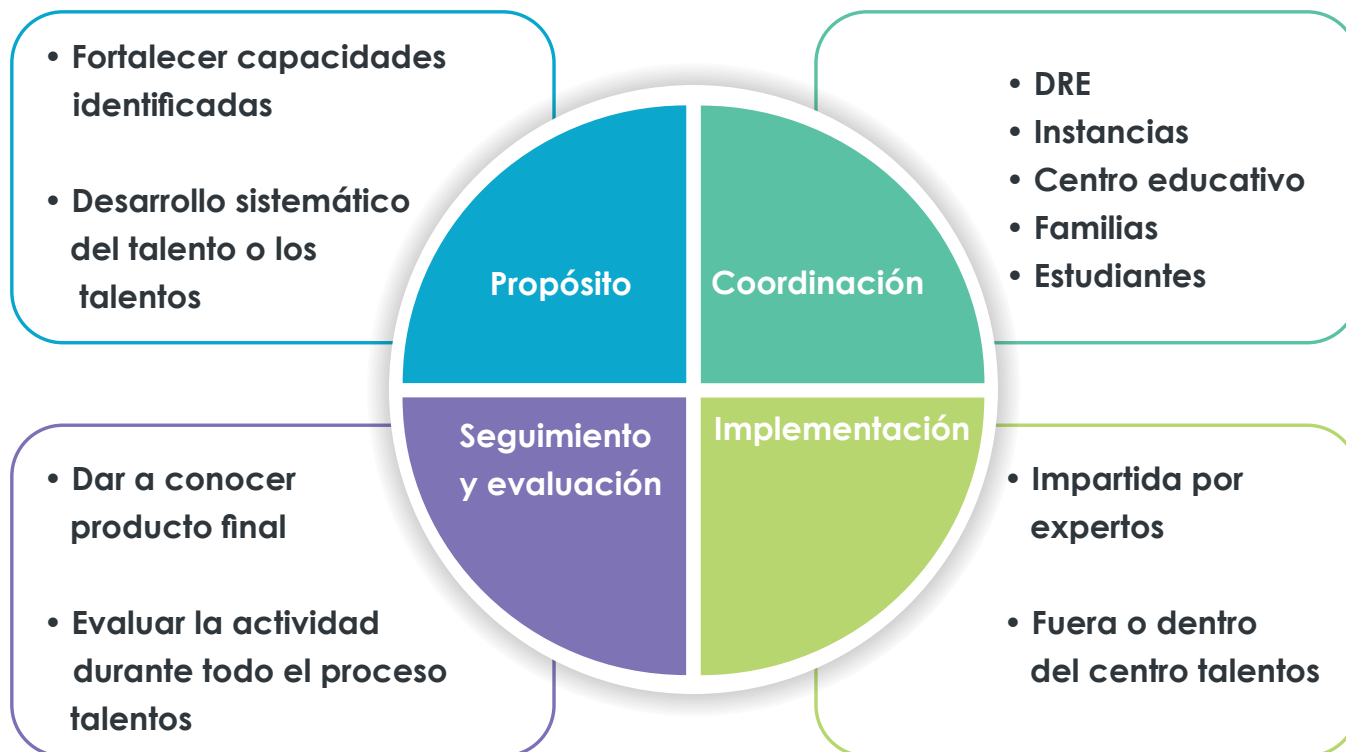 • Fortalecer capacidades
identificadas
• Desarrollo sistemático
del talento o los
talentos
Propósito
• DRE
• Instancias
• Centro educativo
• Familias
• Estudiantes
Coordinación
• Dar a conocer
producto final
• Evaluar la actividad
durante todo el proceso
talentos
Seguimiento
y evaluación
Implementación
• Impartida por
expertos
• Fuera o dentro
del centro talentos